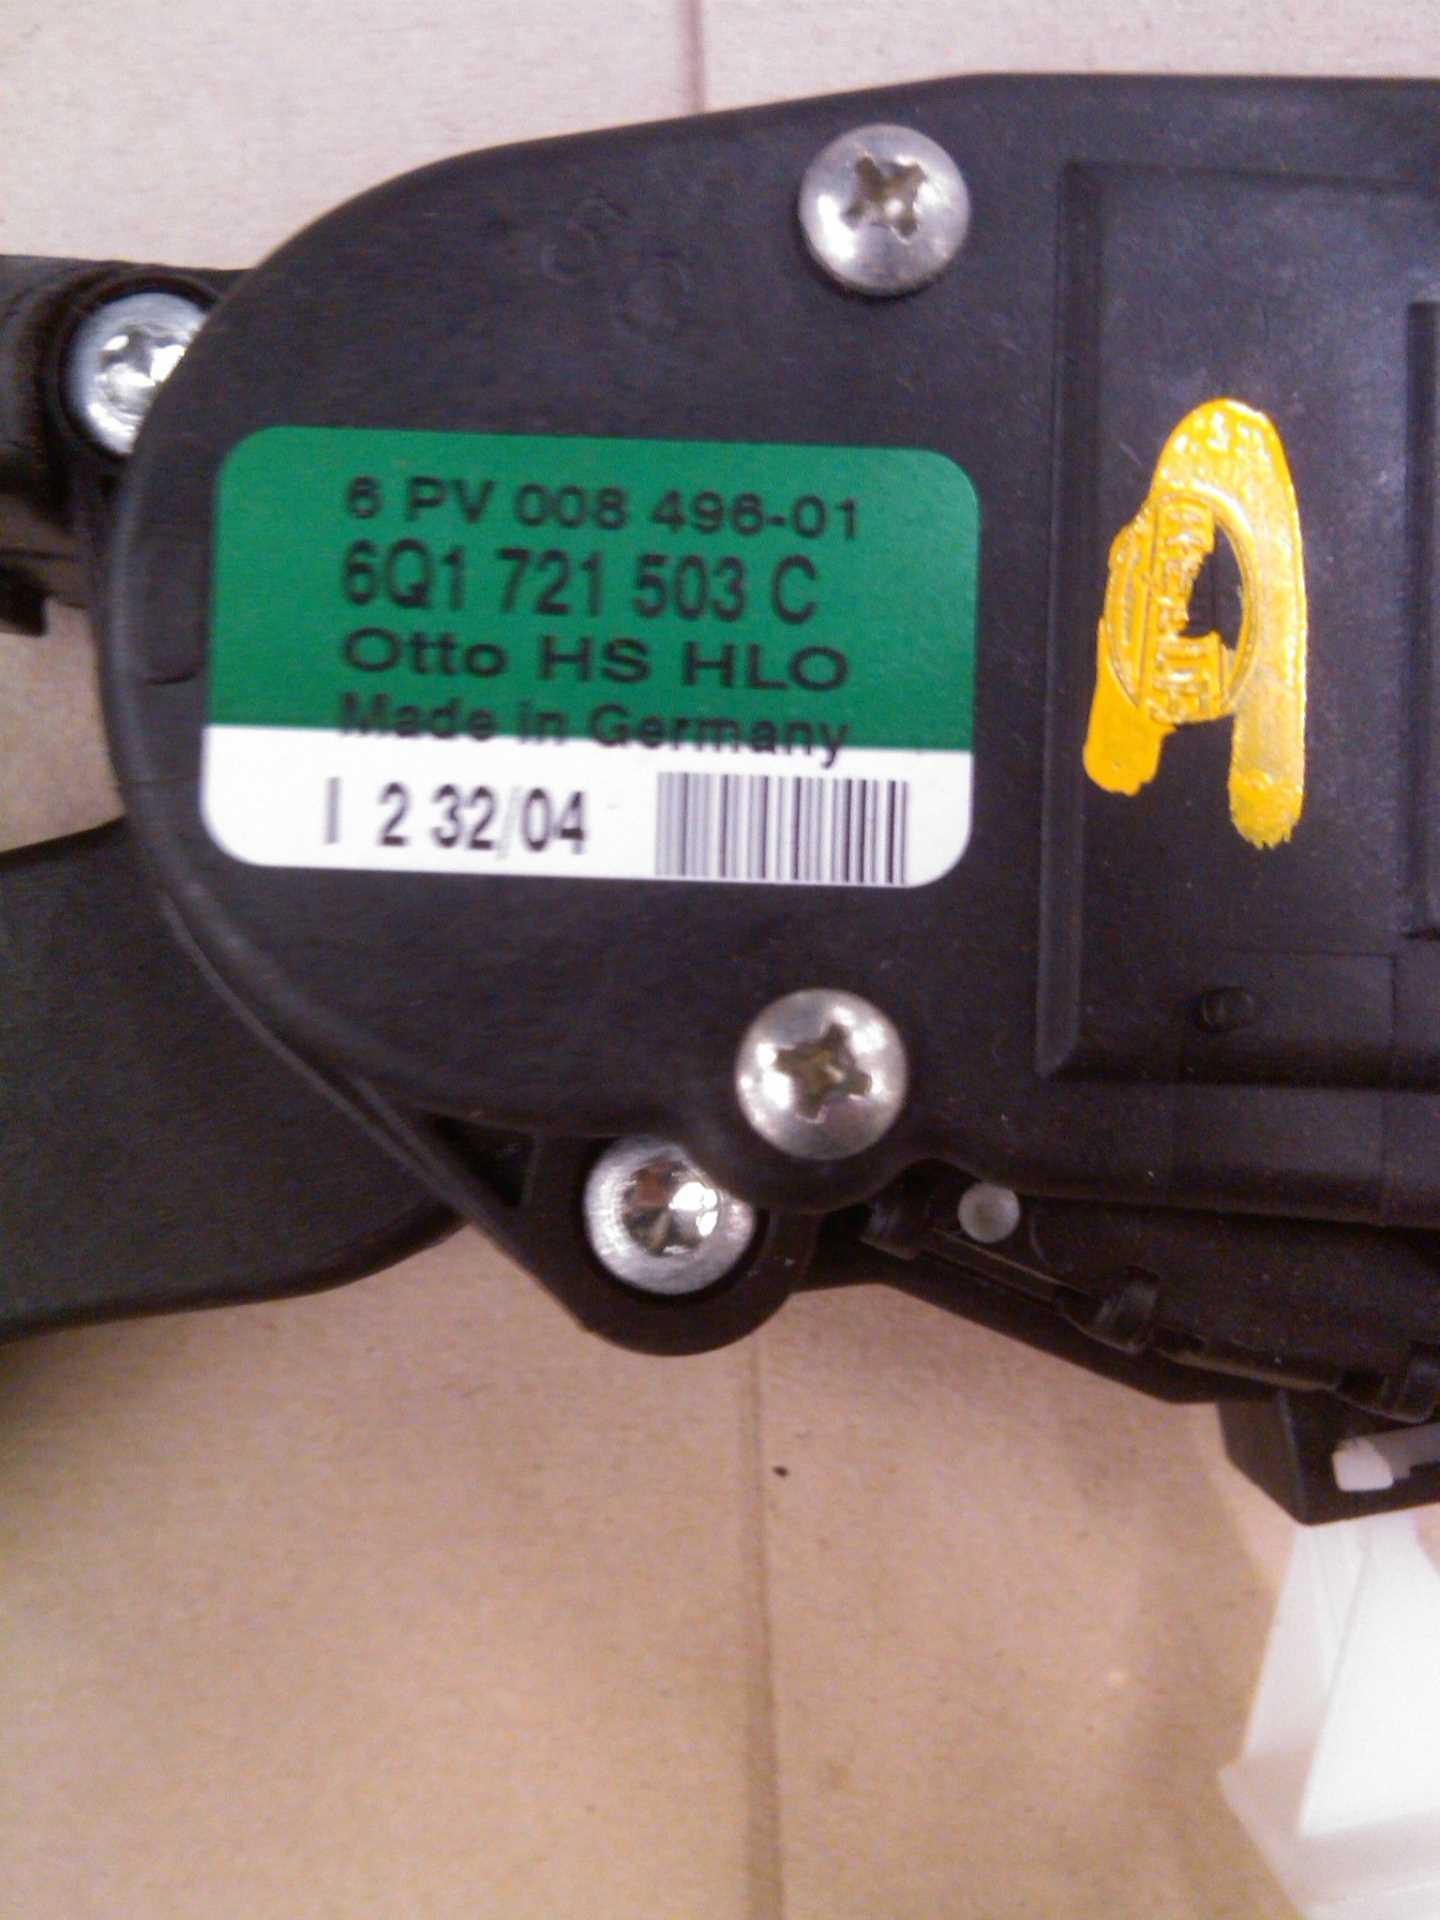 6 PV 008 496-01
6Q1 721 503 C
Otto HS HLO
Made in Germany
I 2 32/04